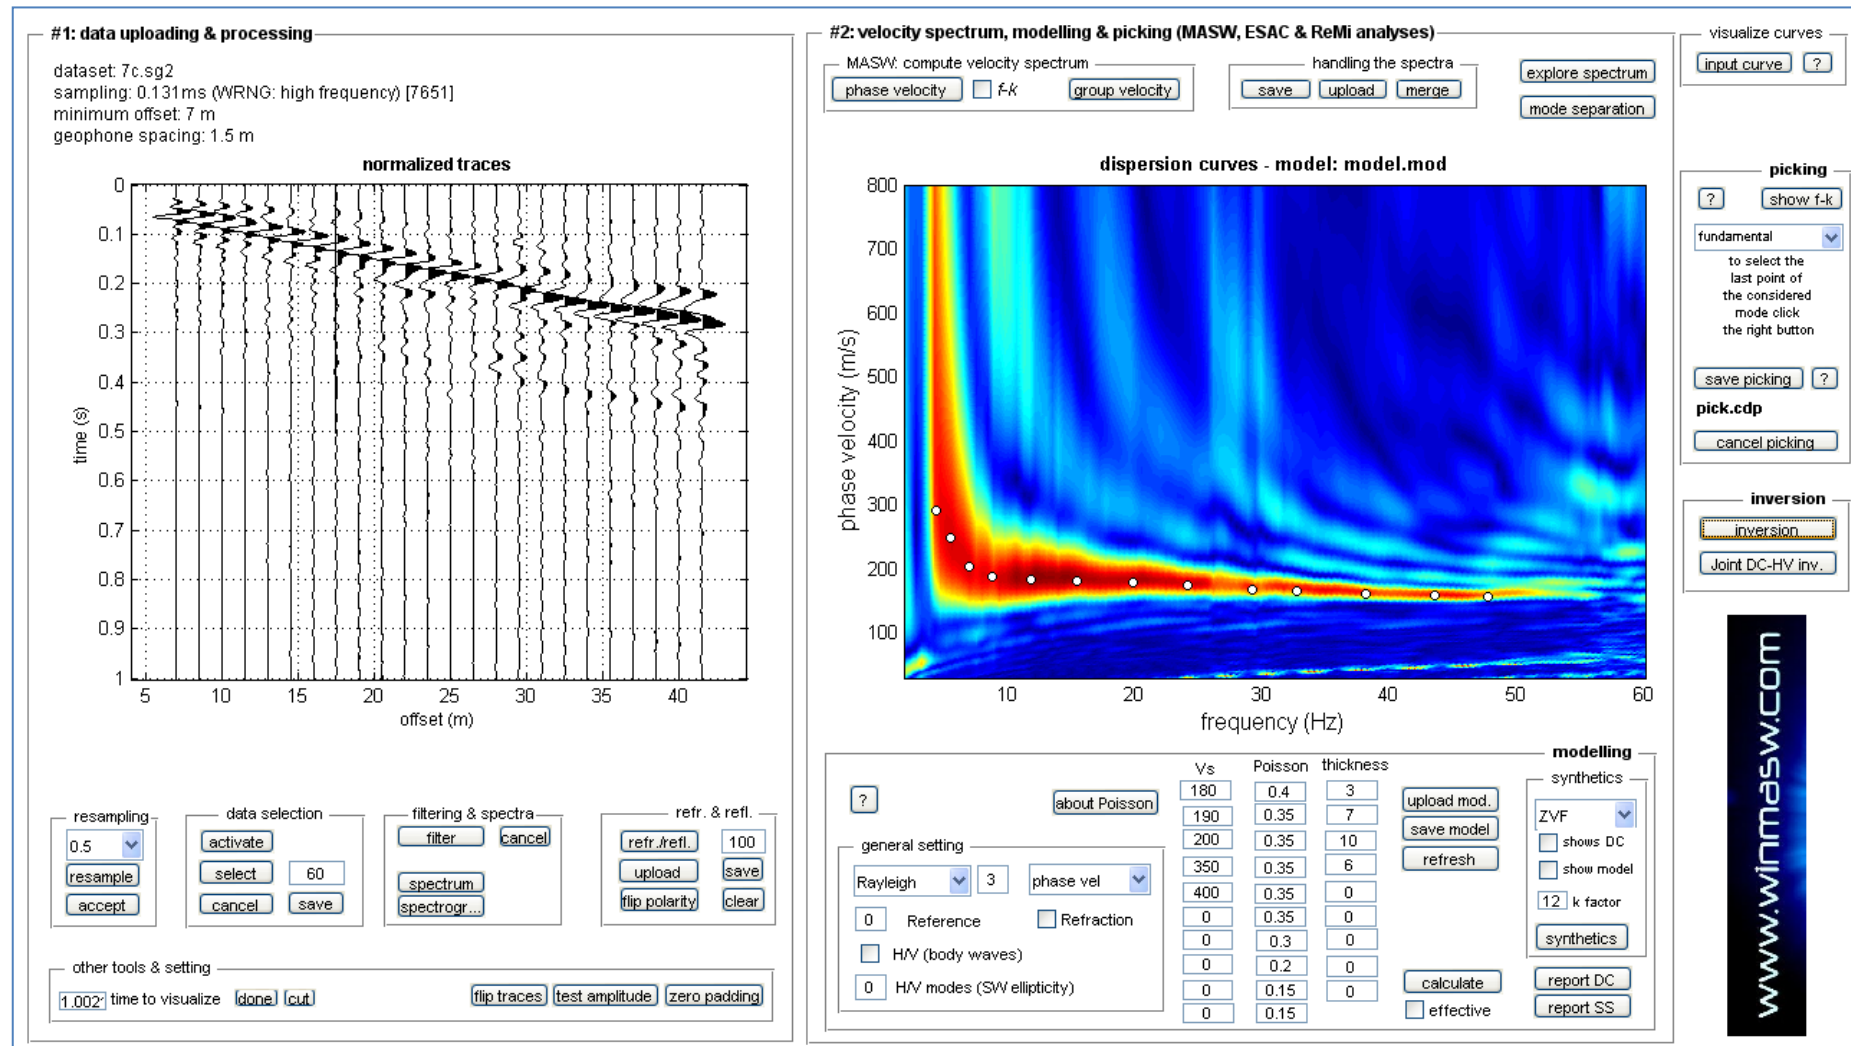 #1: data uploading & processing
dataset: 7c.sg2
sampling: 0.131ms (WRNG: high frequency) [7651]
minimum offset: 7 m
geophone spacing: 1.5 m
normalized traces
0
0.1
0.2
0.3
0.4
0.5
0.6
0.7
0.8
0.9
1
time (s)
5 10 15 20 25 30 35 40
offset (m)
resampling
0.5
resample
accept
data selection
activate
select 60
cancel save
filtering & spectra
filter cancel
spectrum
spectrogr...
refr. & refl.
refr./refl. 100
upload save
flip polarity clear
other tools & setting
1.002 time to visualize done cut flip traces test amplitude zero padding
#2: velocity spectrum, modelling & picking (MASW, ESAC & ReMi analyses)
MASW: compute velocity spectrum
phase velocity f-k group velocity
handling the spectra
save upload merge
explore spectrum
mode separation
dispersion curves - model: model.mod
800
700
600
500
400
300
200
100
phase velocity (m/s)
10 20 30 40 50 60
frequency (Hz)
modelling
?
about Poisson
general setting
Rayleigh 3 phase vel
0 Reference Refraction
H/V (body waves)
0 H/V modes (SW ellipticity)
Vs Poisson thickness
180 0.4 3
190 0.35 7
200 0.35 10
350 0.35 6
400 0.35 0
0 0.35 0
0 0.3 0
0 0.2 0
0 0.15 0
0 0.15
upload mod.
save model
refresh
calculate
effective
synthetics
ZVF
shows DC
show model
12 k factor
synthetics
report DC
report SS
visualize curves
input curve ?
picking
? show f-k
fundamental
to select the
last point of
the considered
mode click
the right button
save picking ?
pick.cdp
cancel picking
inversion
inversion
Joint DC-HV inv.
www.winmasw.com